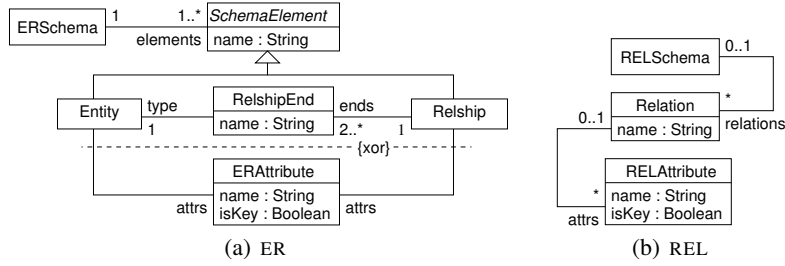 ERSchema
1
1..*
elements
SchemaElement
name : String
Entity
type
1
RelshipEnd
name : String
ends
2..*
1
Relship
{xor}
ERAttribute
name : String
isKey : Boolean
attrs
attrs
(a) ER
RELSchema
0..1
*
relations
Relation
name : String
0..1
*
attrs
RELAttribute
name : String
isKey : Boolean
(b) REL